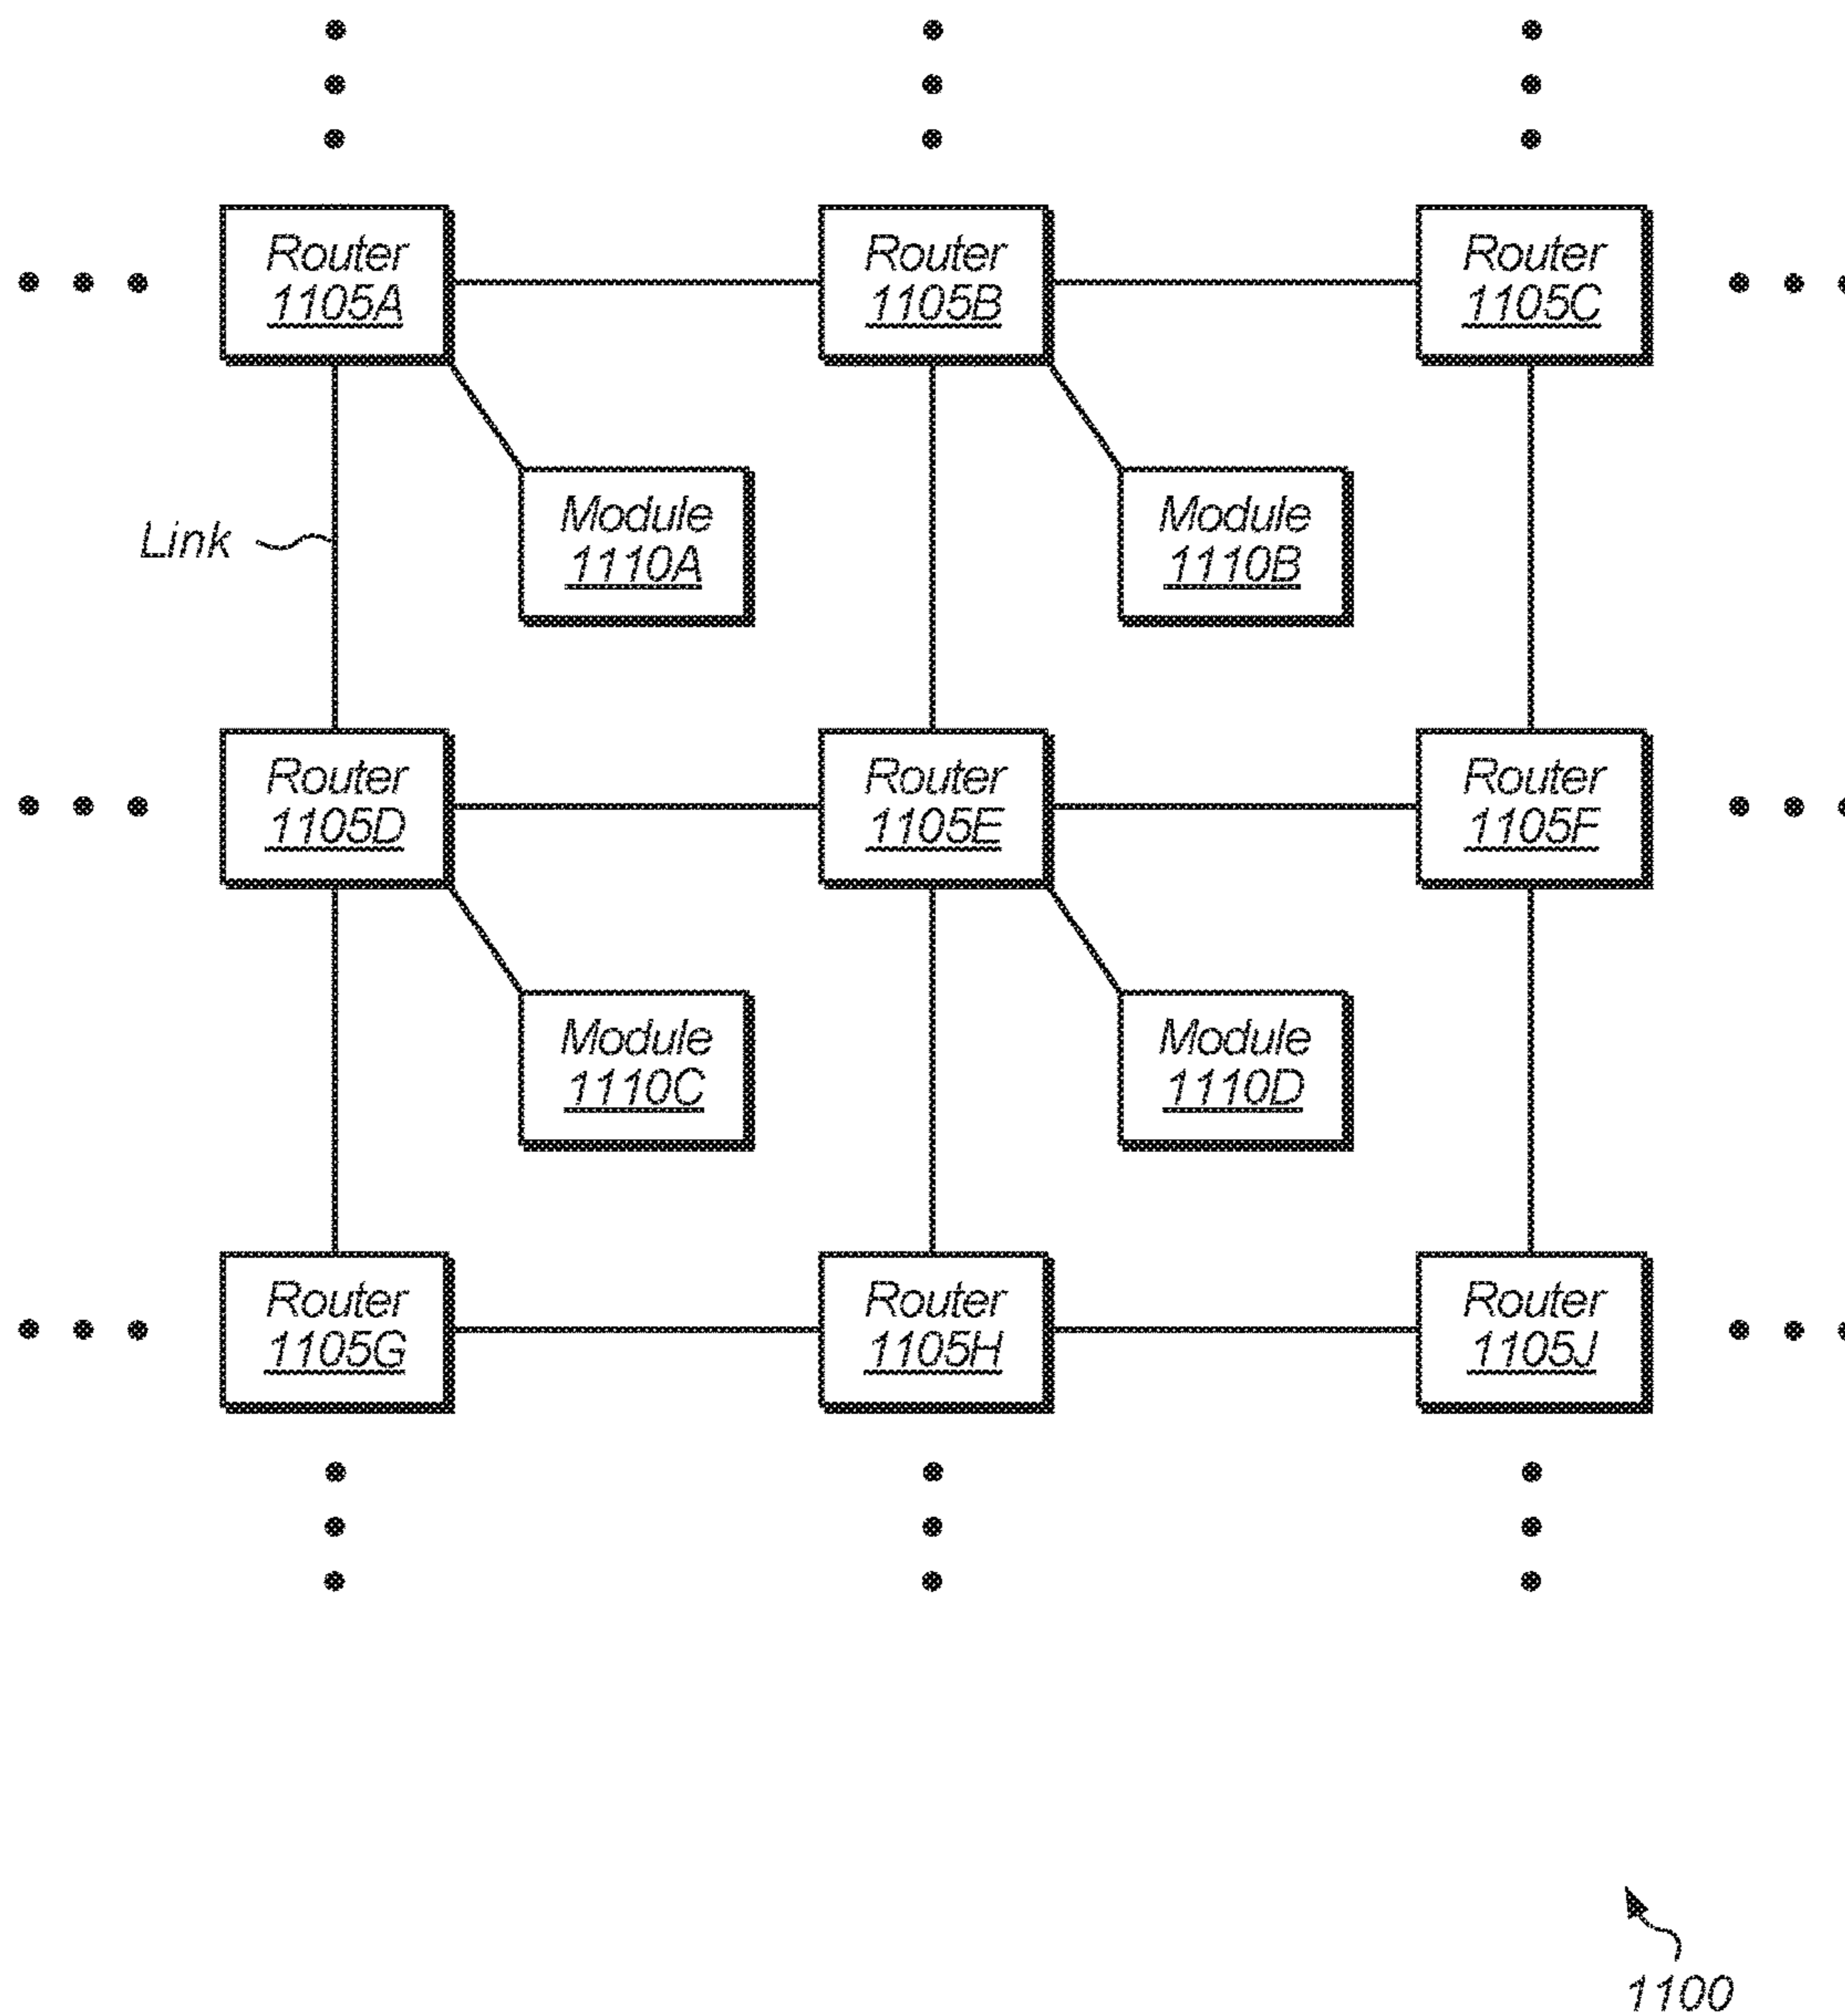 Router
1105A
Router
1105B
Router
1105C
Link
Module
1110A
Module
1110B
Router
1105D
Router
1105E
Router
1105F
Module
1110C
Module
1110D
Router
1105G
Router
1105H
Router
1105J
1100